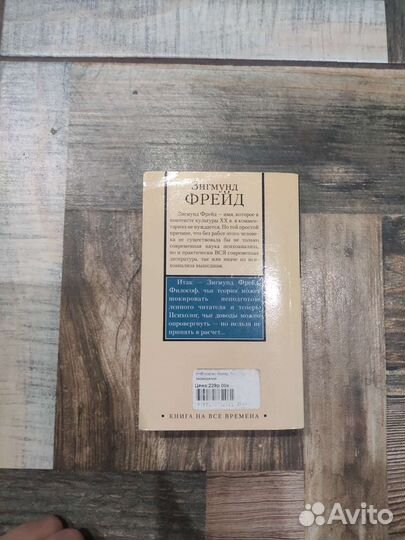 Зигмунд
ФРЕЙД
Зигмунд Фрейд — имя, которое в
контексте культуры XX в. в коммен-
тариях не нуждается. По той простой
причине, что без работ этого челове-
ка не существовала бы не только
современная наука психоанализ,
но и практически ВСЯ современная
литература, так или иначе из пси-
хоанализа вышедшая.
Итак — Зигмунд Фрейд.
Философ, чьи теории может
шокировать неподготов-
ленного читателя и теперь.
Психолог, чьи доводы можно
опровергнуть — но нельзя не
принять в расчет...
Цена 229р 00к
• КНИГА НА ВСЕ ВРЕМЕНА •
Avito